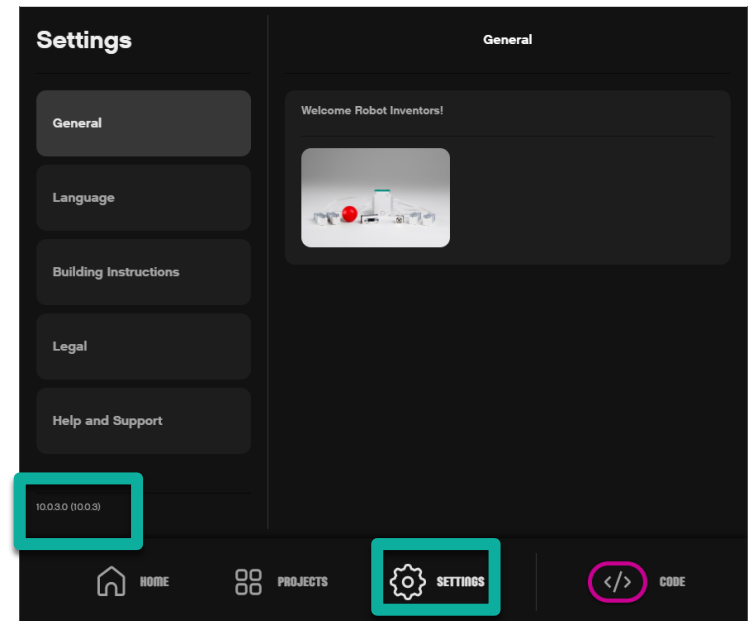 Settings
General
Language
Building Instructions
Legal
Help and Support
10.0.3.0 (10.0.3)
General
Welcome Robot Inventors!
HOME
PROJECTS
SETTINGS
</>
CODE